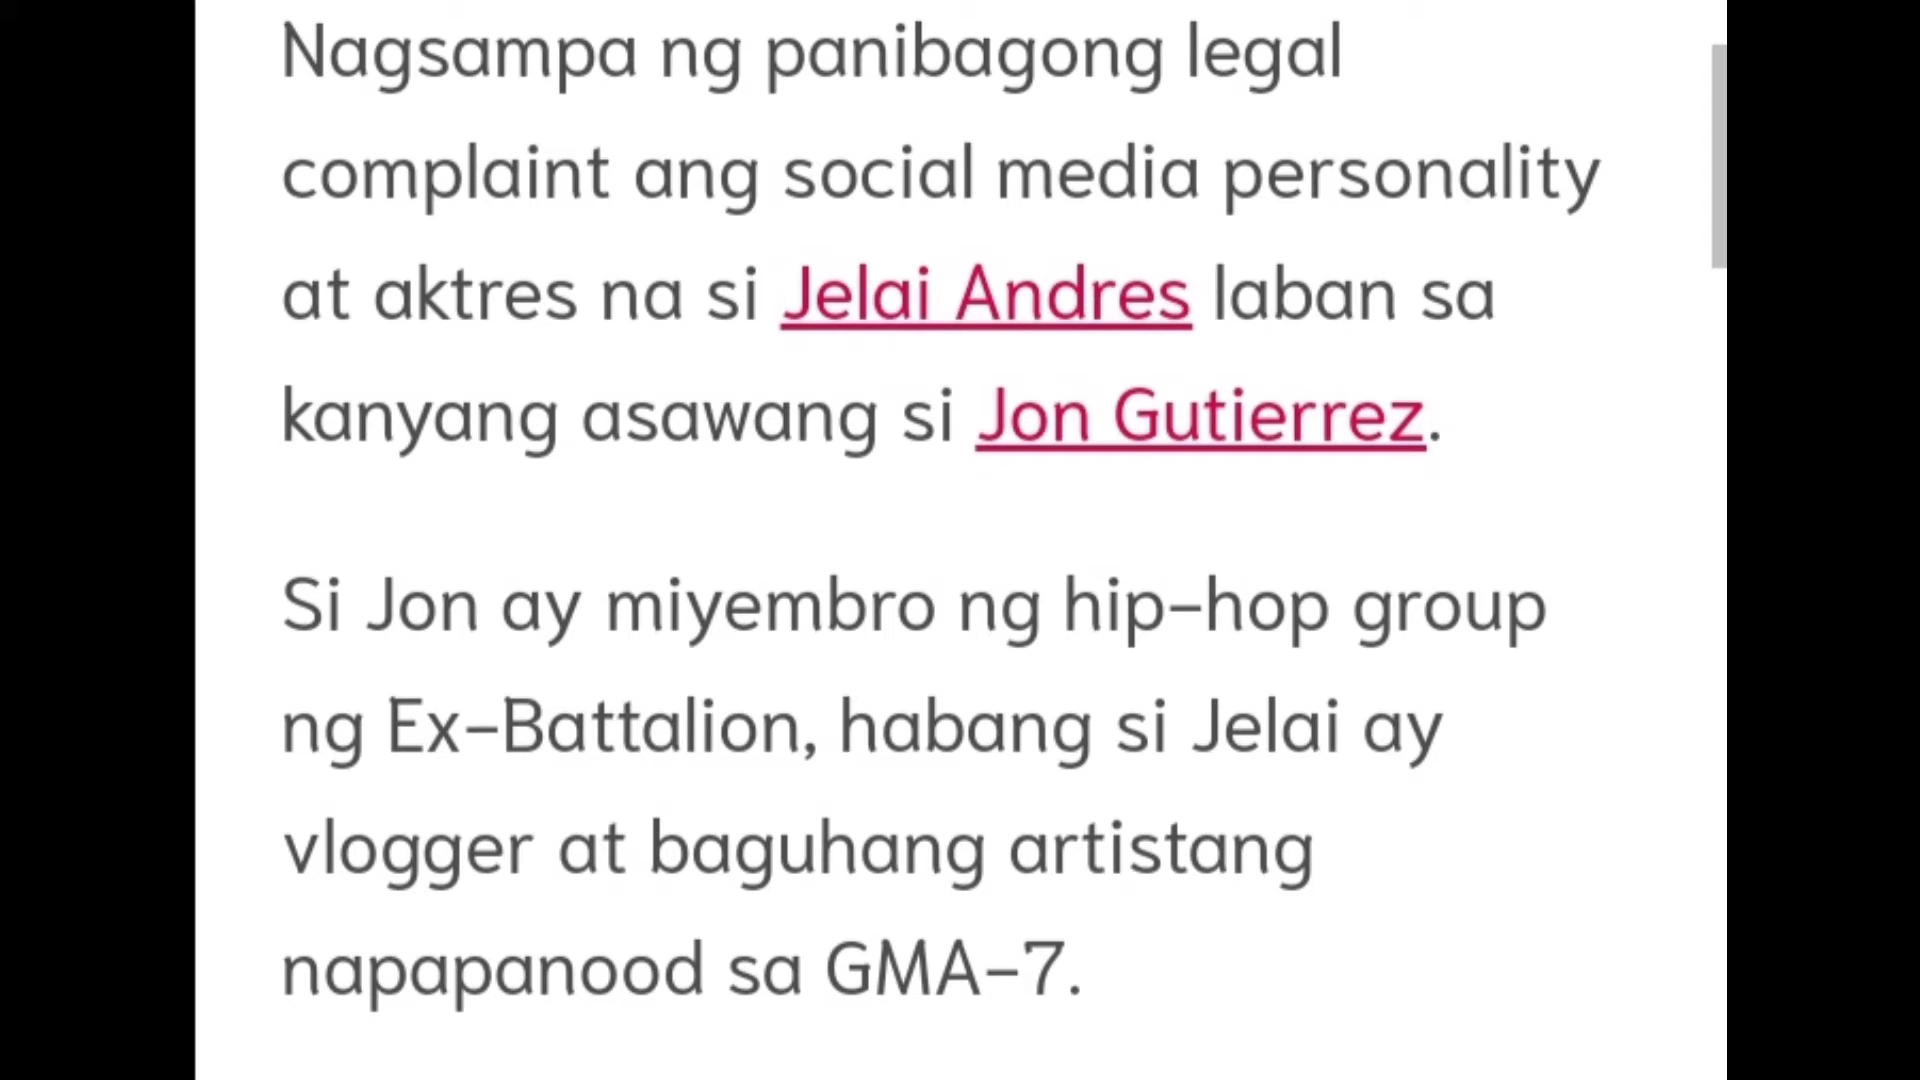 Nagsampa ng panibagong legal
complaint ang social media personality
at aktres na si Jelai Andres laban sa
kanyang asawang si Jon Gutierrez.
Si Jon ay miyembro ng hip-hop group
ng Ex-Battalion, habang si Jelai ay
vlogger at baguhang artistang
napapanood sa GMA-7.